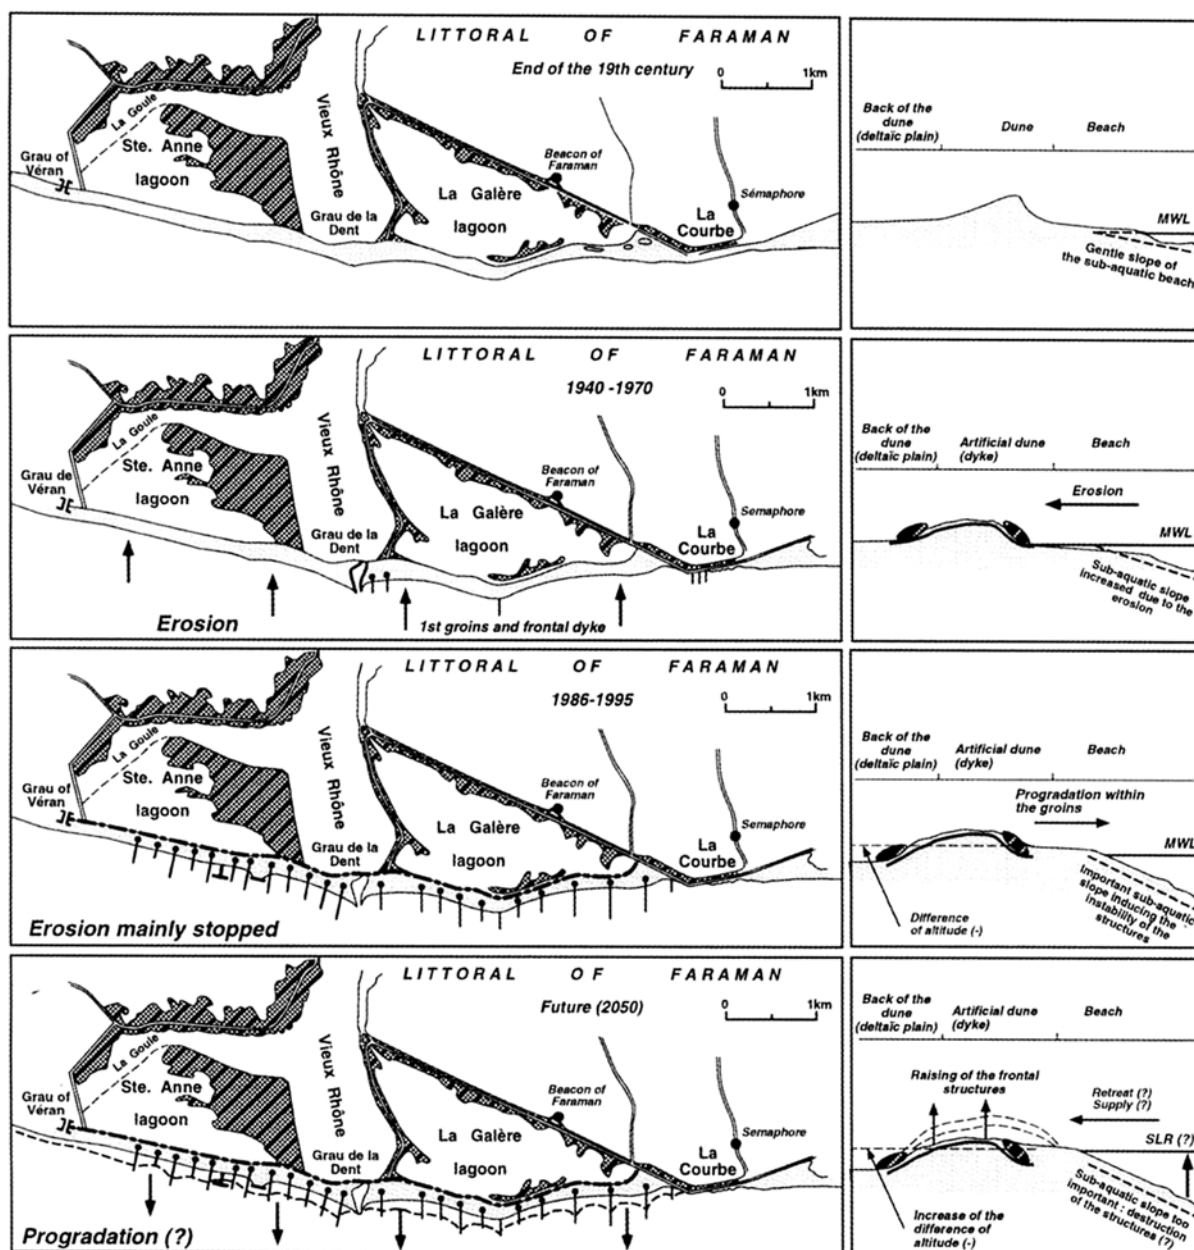 LITTORAL OF FARAMAN
End of the 19th century
0 1km
La Goule
Ste. Anne
lagoon
Grau of
Véran
Vieux Rhône
Grau de la
Dent
La Galère
lagoon
Beacon of
Faraman
Sémaphore
La
Courbe
Back of the
dune
(deltaïc plain)
Dune
Beach
MWL
Gentle slope of
the sub-aquatic beach
LITTORAL OF FARAMAN
1940 -1970
0 1km
La Goule
Ste. Anne
lagoon
Grau de
Véran
Vieux Rhône
Grau de la
Dent
La Galère
lagoon
Beacon of
Faraman
Semaphore
La
Courbe
Erosion
1st groins and frontal dyke
Back of the
dune
(deltaïc plain)
Artificial dune
(dyke)
Beach
Erosion
MWL
Sub-aquatic slope
increased due to the
erosion
LITTORAL OF FARAMAN
1986-1995
0 1km
La Goule
Ste. Anne
lagoon
Grau of
Véran
Vieux Rhône
Grau de la
Dent
La Galère
lagoon
Beacon of
Faraman
Semaphore
La
Courbe
Erosion mainly stopped
Back of the
dune
(deltaïc plain)
Artificial dune
(dyke)
Beach
Progradation within
the groins
MWL
Important sub-aquatic
slope inducing the
instability of the
structures
Difference
of altitude (-)
LITTORAL OF FARAMAN
Future (2050)
0 1km
La Goule
Ste. Anne
lagoon
Grau of
Véran
Vieux Rhône
Grau de la
Dent
La Galère
lagoon
Beacon of
Faraman
Semaphore
La
Courbe
Progradation (?)
Back of the
dune
(deltaïc plain)
Artificial dune
(dyke)
Beach
Raising of the frontal
structures
Retreat (?)
Supply (?)
SLR (?)
Sub-aquatic slope too
important : destruction
of the structures (?)
Increase of the
difference of
altitude (-)